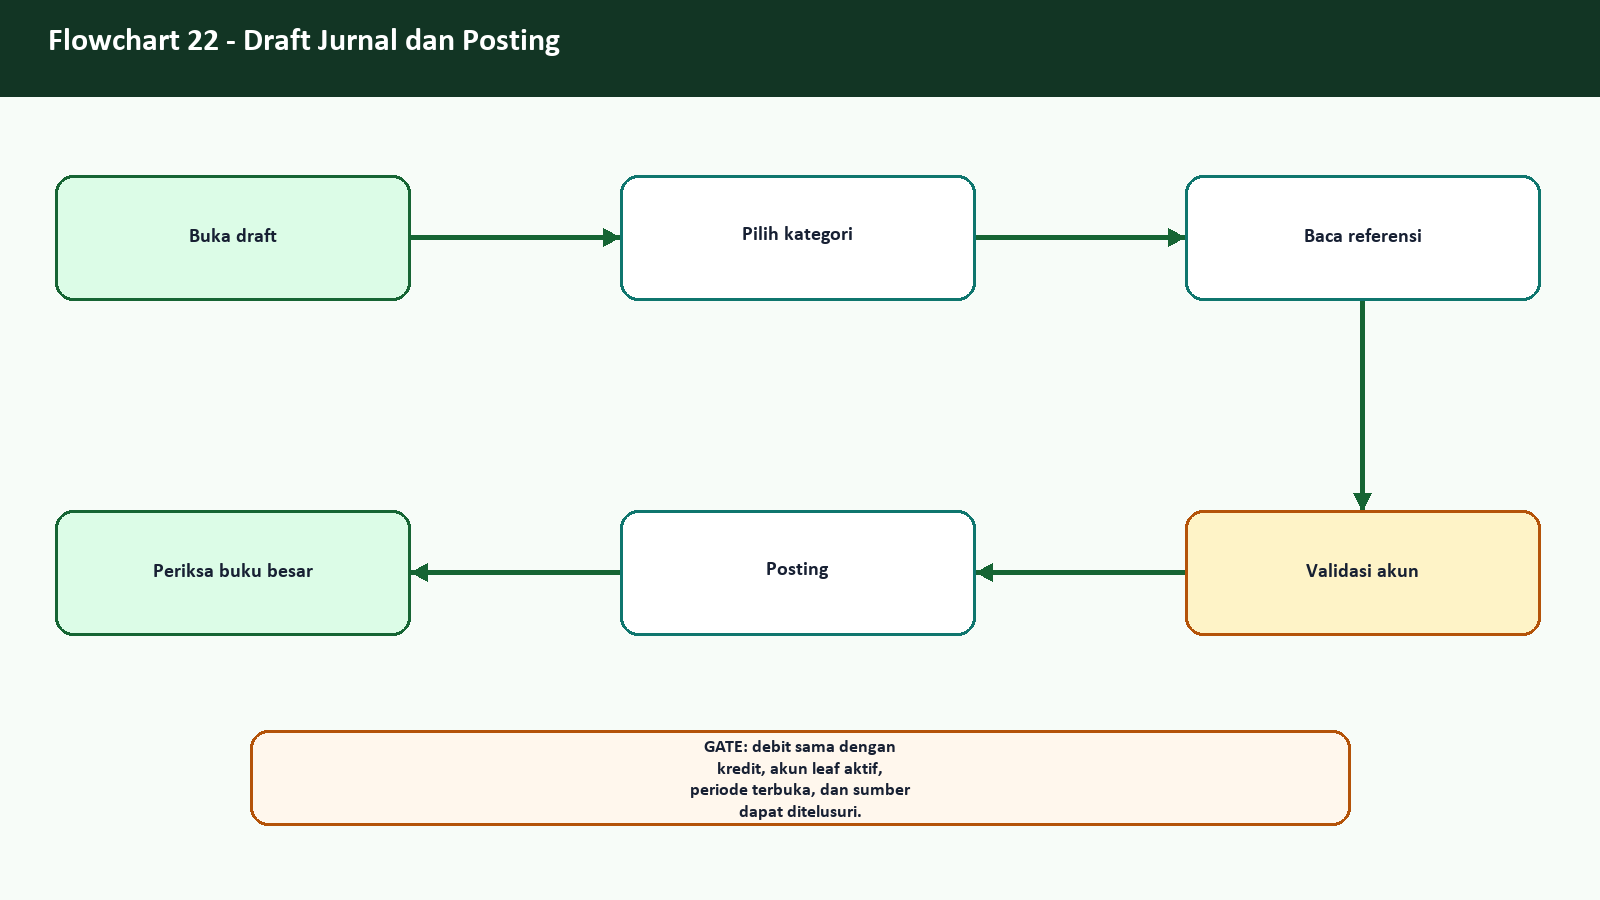 Flowchart 22 - Draft Jurnal dan Posting
Buka draft
Pilih kategori
Baca referensi
Validasi akun
Posting
Periksa buku besar
GATE: debit sama dengan
kredit, akun leaf aktif,
periode terbuka, dan sumber
dapat ditelusuri.